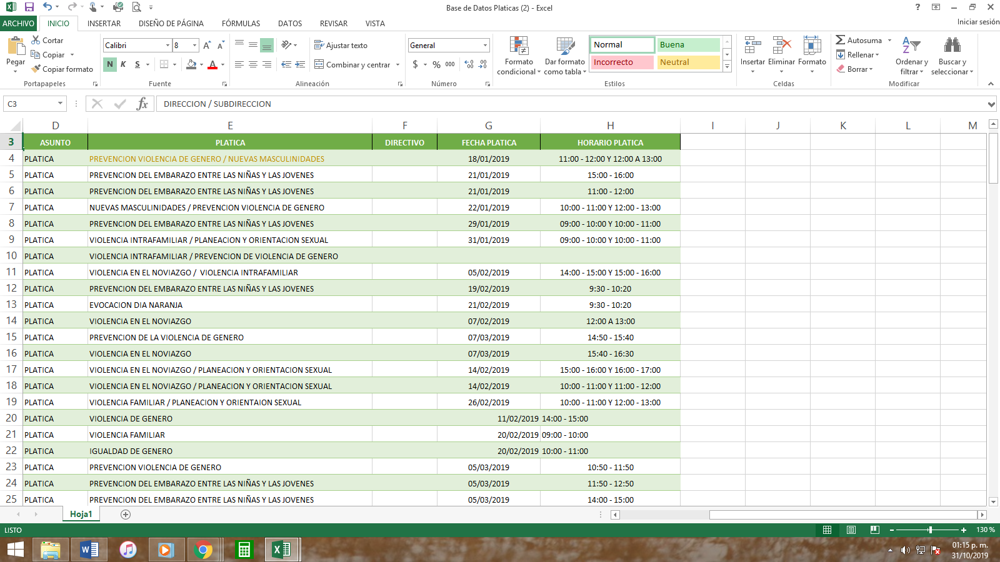 Base de Datos Platicas (2) - Excel
Iniciar sesión
ARCHIVO INICIO INSERTAR DISEÑO DE PÁGINA FÓRMULAS DATOS REVISAR VISTA
Pegar
Cortar
Copiar
Copiar formato
Portapapeles
Calibri 8
N K S
Fuente
Ajustar texto
Combinar y centrar
Alineación
General
$ % 000
Número
Formato condicional
Dar formato como tabla
Normal Buena
Incorrecto Neutral
Estilos
Insertar Eliminar Formato
Celdas
Autosuma
Rellenar
Borrar
Ordenar y filtrar
Buscar y seleccionar
Modificar
C3 fx DIRECCION / SUBDIRECCION
D E F G H I J K L M
3 ASUNTO PLATICA DIRECTIVO FECHA PLATICA HORARIO PLATICA
4 PLATICA PREVENCION VIOLENCIA DE GENERO / NUEVAS MASCULINIDADES 18/01/2019 11:00 - 12:00 Y 12:00 A 13:00
5 PLATICA PREVENCION DEL EMBARAZO ENTRE LAS NIÑAS Y LAS JOVENES 21/01/2019 15:00 - 16:00
6 PLATICA PREVENCION DEL EMBARAZO ENTRE LAS NIÑAS Y LAS JOVENES 21/01/2019 11:00 - 12:00
7 PLATICA NUEVAS MASCULINIDADES / PREVENCION VIOLENCIA DE GENERO 22/01/2019 10:00 - 11:00 Y 12:00 - 13:00
8 PLATICA PREVENCION DEL EMBARAZO ENTRE LAS NIÑAS Y LAS JOVENES 29/01/2019 09:00 - 10:00 Y 10:00 - 11:00
9 PLATICA VIOLENCIA INTRAFAMILIAR / PLANEACION Y ORIENTACION SEXUAL 31/01/2019 09:00 - 10:00 Y 10:00 - 11:00
10 PLATICA VIOLENCIA INTRAFAMILIAR / PREVENCION DE VIOLENCIA DE GENERO
11 PLATICA VIOLENCIA EN EL NOVIAZGO / VIOLENCIA INTRAFAMILIAR 05/02/2019 14:00 - 15:00 Y 15:00 - 16:00
12 PLATICA PREVENCION DEL EMBARAZO ENTRE LAS NIÑAS Y LAS JOVENES 19/02/2019 9:30 - 10:20
13 PLATICA EVOCACION DIA NARANJA 21/02/2019 9:30 - 10:20
14 PLATICA VIOLENCIA EN EL NOVIAZGO 07/02/2019 12:00 A 13:00
15 PLATICA PREVENCION DE LA VIOLENCIA DE GENERO 07/03/2019 14:50 - 15:40
16 PLATICA VIOLENCIA EN EL NOVIAZGO 07/03/2019 15:40 - 16:30
17 PLATICA VIOLENCIA EN EL NOVIAZGO / PLANEACION Y ORIENTACION SEXUAL 14/02/2019 15:00 - 16:00 Y 16:00 - 17:00
18 PLATICA VIOLENCIA EN EL NOVIAZGO / PLANEACION Y ORIENTACION SEXUAL 14/02/2019 10:00 - 11:00 Y 11:00 - 12:00
19 PLATICA VIOLENCIA FAMILIAR / PLANEACION Y ORIENTAION SEXUAL 26/02/2019 10:00 - 11:00 Y 12:00 - 13:00
20 PLATICA VIOLENCIA DE GENERO 11/02/2019 14:00 - 15:00
21 PLATICA VIOLENCIA FAMILIAR 20/02/2019 09:00 - 10:00
22 PLATICA IGUALDAD DE GENERO 20/02/2019 10:00 - 11:00
23 PLATICA PREVENCION VIOLENCIA DE GENERO 05/03/2019 10:50 - 11:50
24 PLATICA PREVENCION DEL EMBARAZO ENTRE LAS NIÑAS Y LAS JOVENES 05/03/2019 11:50 - 12:50
25 PLATICA PREVENCION DEL EMBARAZO ENTRE LAS NIÑAS Y LAS JOVENES 05/03/2019 14:00 - 15:00
Hoja1
LISTO 130 %
01:15 p. m.
31/10/2019